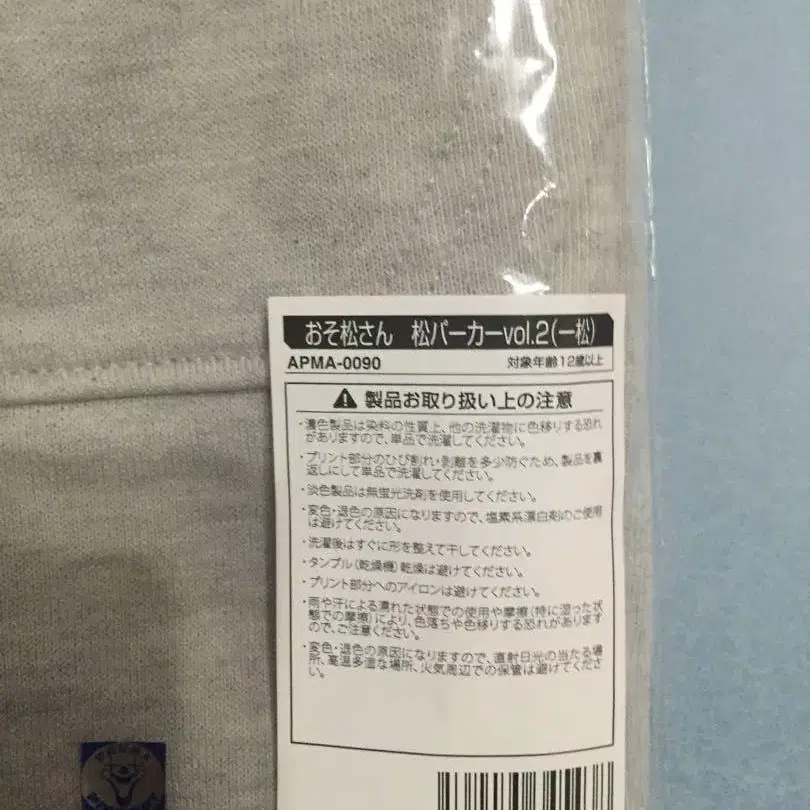 おそ松さん 松パーカーvol.2(一松)
APMA-0090 対象年齢12歳以上
製品お取り扱い上の注意
・濃色製品は染料の性質上、他の洗濯物に色移りする恐れ
がありますので、単品で洗濯してください。
・プリント部分のひび割れ・剥離を多少防ぐため、製品を裏
返しにして単品で洗濯してください。
・淡色製品は無蛍光洗剤を使用してください。
・変色・退色の原因になりますので、塩素系漂白剤のご使用
は避けてください。
・洗濯後はすぐに形を整えて干してください。
・タンブル(乾燥機)乾燥は避けてください。
・プリント部分へのアイロンは避けてください。
・雨や汗による濡れた状態での使用や摩擦(特に湿った状
態での摩擦)により、色落ちや色移りする恐れがあります
ので、ご注意ください。
・変色・退色の原因になりますので、直射日光の当たる場
所、高温多湿な場所、火気周辺での保管は避けてくださ
い。